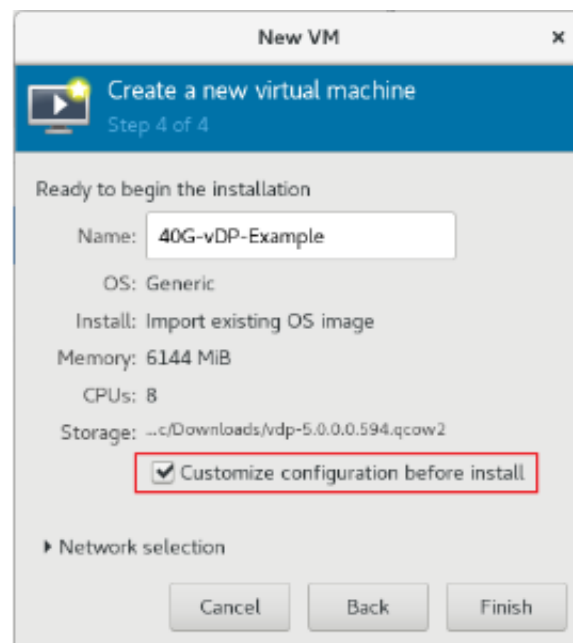 New VM
Create a new virtual machine
Step 4 of 4
Ready to begin the installation
Name: 40G-vDP-Example
OS: Generic
Install: Import existing OS image
Memory: 6144 MiB
CPUs: 8
Storage: ...c/Downloads/vdp-5.0.0.0.594.qcow2
Customize configuration before install
Network selection
Cancel Back Finish